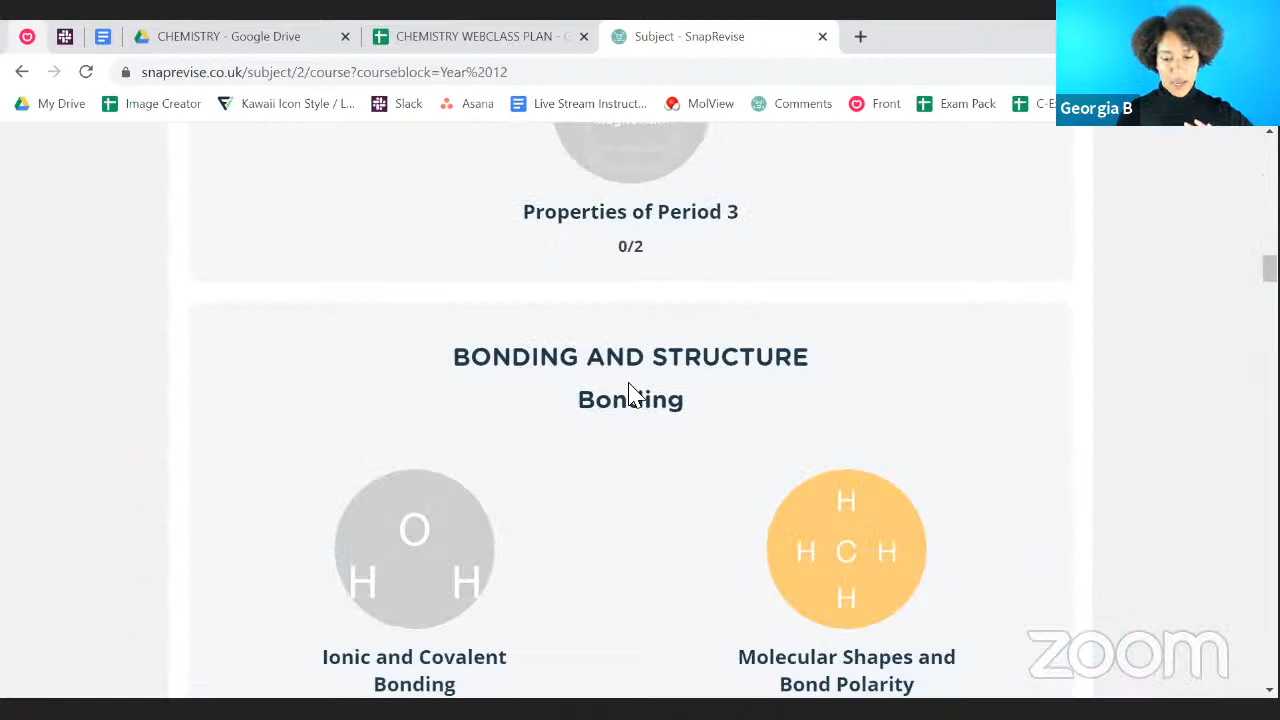 CHEMISTRY - Google Drive
CHEMISTRY WEBCLASS PLAN -
Subject - SnapRevise
snaprevise.co.uk/subject/2/course?courseblock=Year%2012
My Drive
Image Creator
Kawaii Icon Style / L...
Slack
Asana
Live Stream Instruct...
MolView
Comments
Front
Exam Pack
Georgia B
Properties of Period 3
0/2
BONDING AND STRUCTURE
Bonding
O
H H
H
H C H
H
Ionic and Covalent
Bonding
Molecular Shapes and
Bond Polarity
zoom